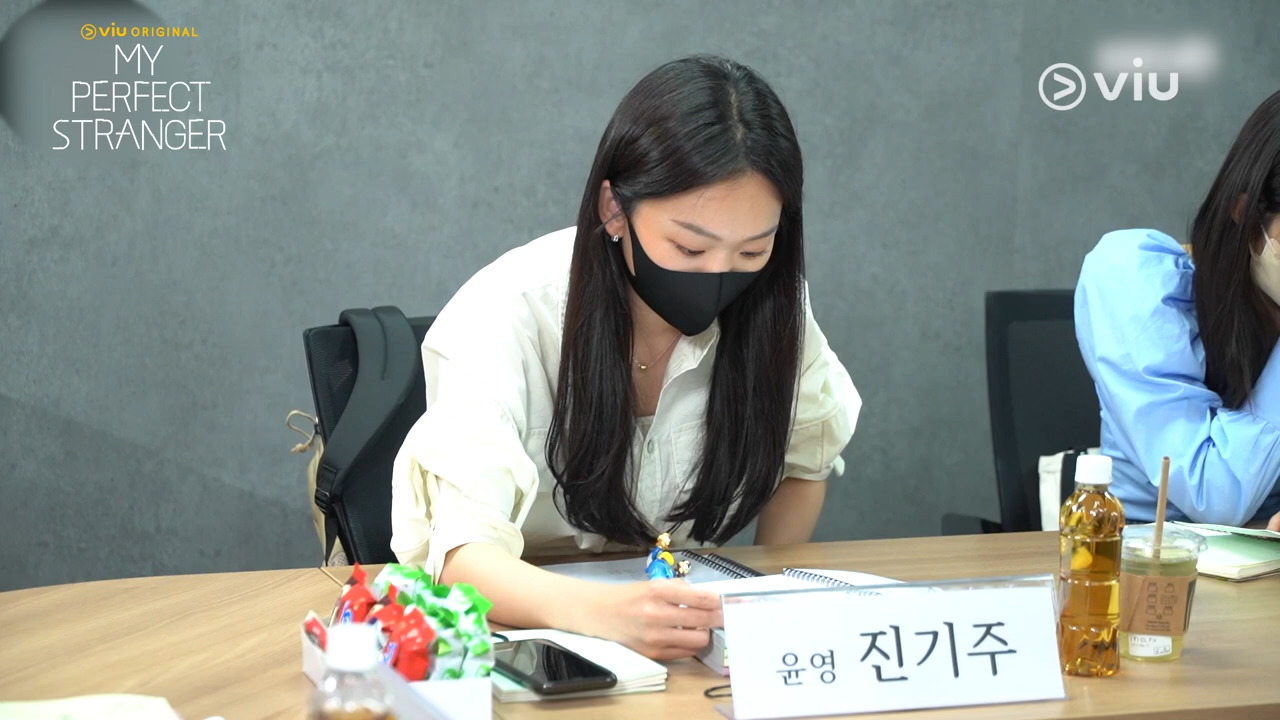 viu ORIGINAL
MY
PERFECT
STRANGER
viu
윤영 진기주